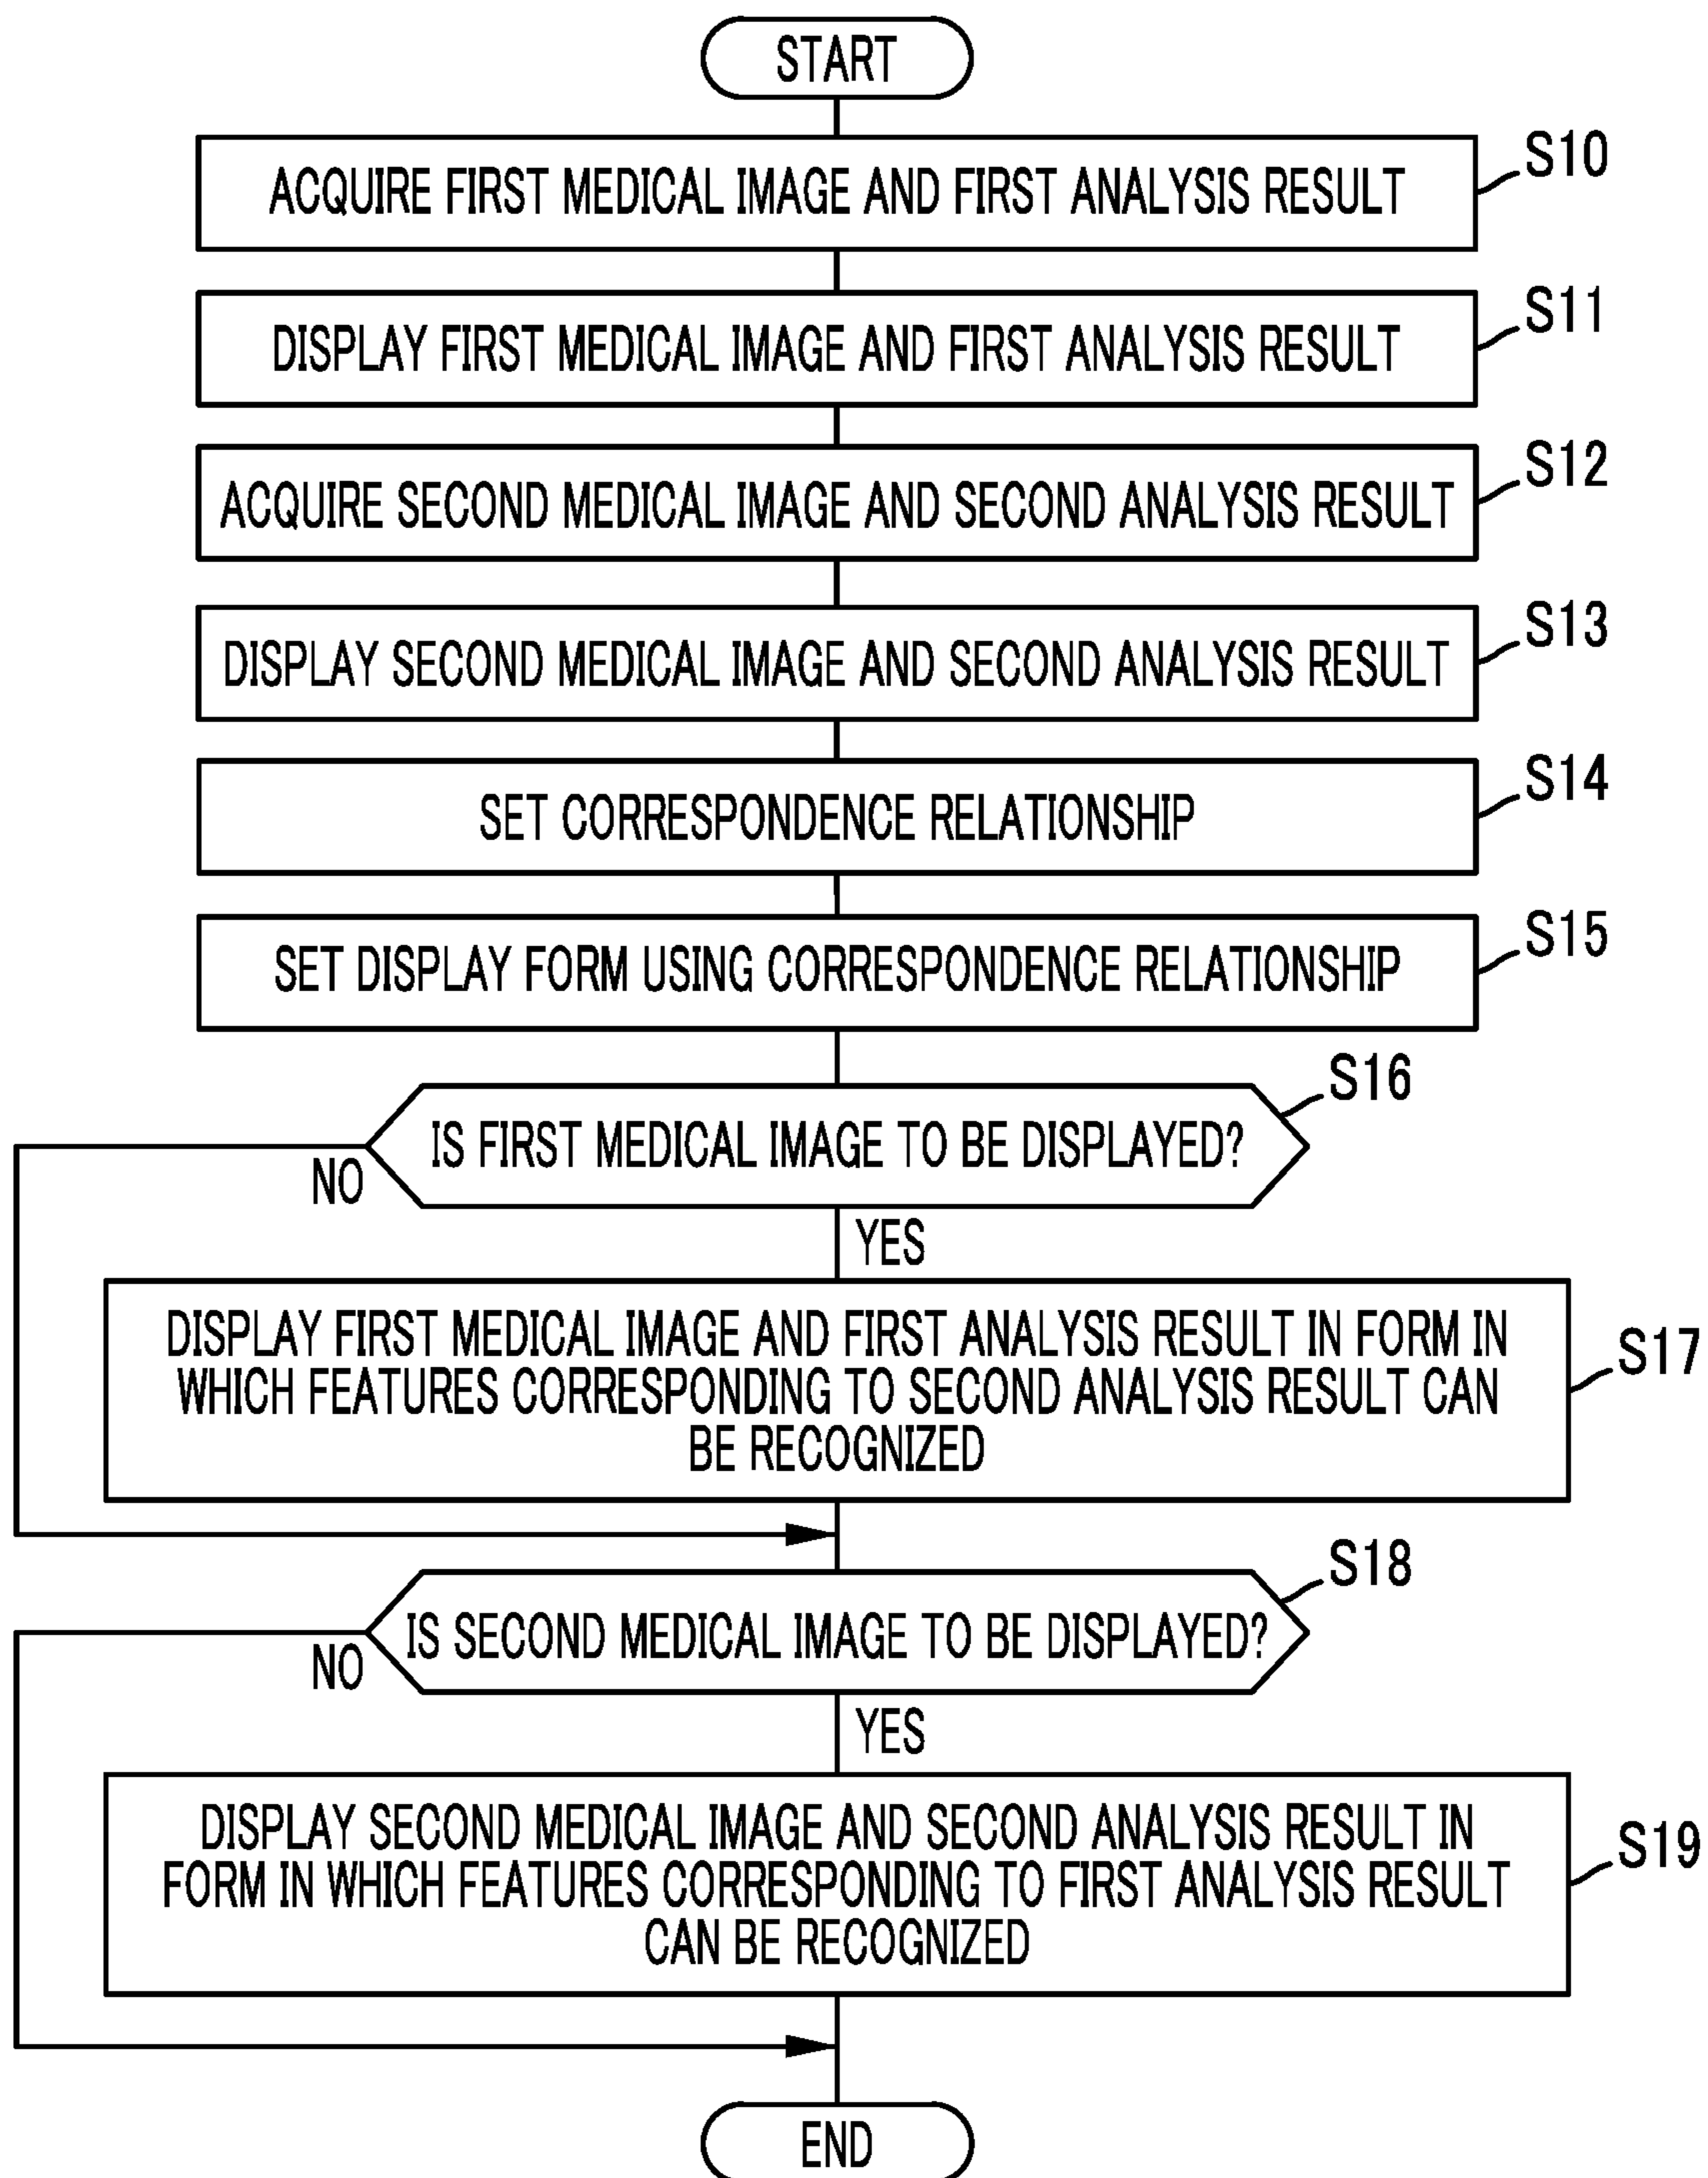 START
S10
ACQUIRE FIRST MEDICAL IMAGE AND FIRST ANALYSIS RESULT
S11
DISPLAY FIRST MEDICAL IMAGE AND FIRST ANALYSIS RESULT
S12
ACQUIRE SECOND MEDICAL IMAGE AND SECOND ANALYSIS RESULT
S13
DISPLAY SECOND MEDICAL IMAGE AND SECOND ANALYSIS RESULT
S14
SET CORRESPONDENCE RELATIONSHIP
S15
SET DISPLAY FORM USING CORRESPONDENCE RELATIONSHIP
S16
IS FIRST MEDICAL IMAGE TO BE DISPLAYED?
NO
YES
DISPLAY FIRST MEDICAL IMAGE AND FIRST ANALYSIS RESULT IN FORM IN
S17
WHICH FEATURES CORRESPONDING TO SECOND ANALYSIS RESULT CAN
BE RECOGNIZED
S18
IS SECOND MEDICAL IMAGE TO BE DISPLAYED?
NO
YES
DISPLAY SECOND MEDICAL IMAGE AND SECOND ANALYSIS RESULT IN
S19
FORM IN WHICH FEATURES CORRESPONDING TO FIRST ANALYSIS RESULT
CAN BE RECOGNIZED
END